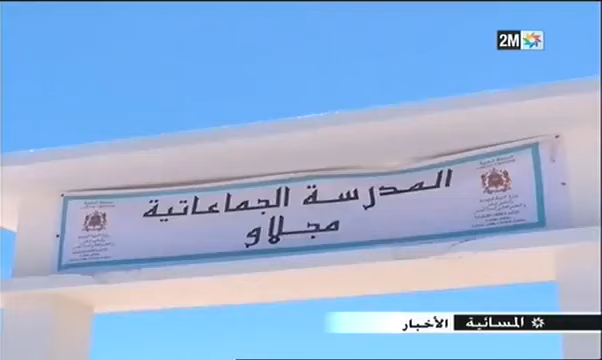 2M
المدرسة الجماعاتية
مجلاو
المسائية
الأخبار